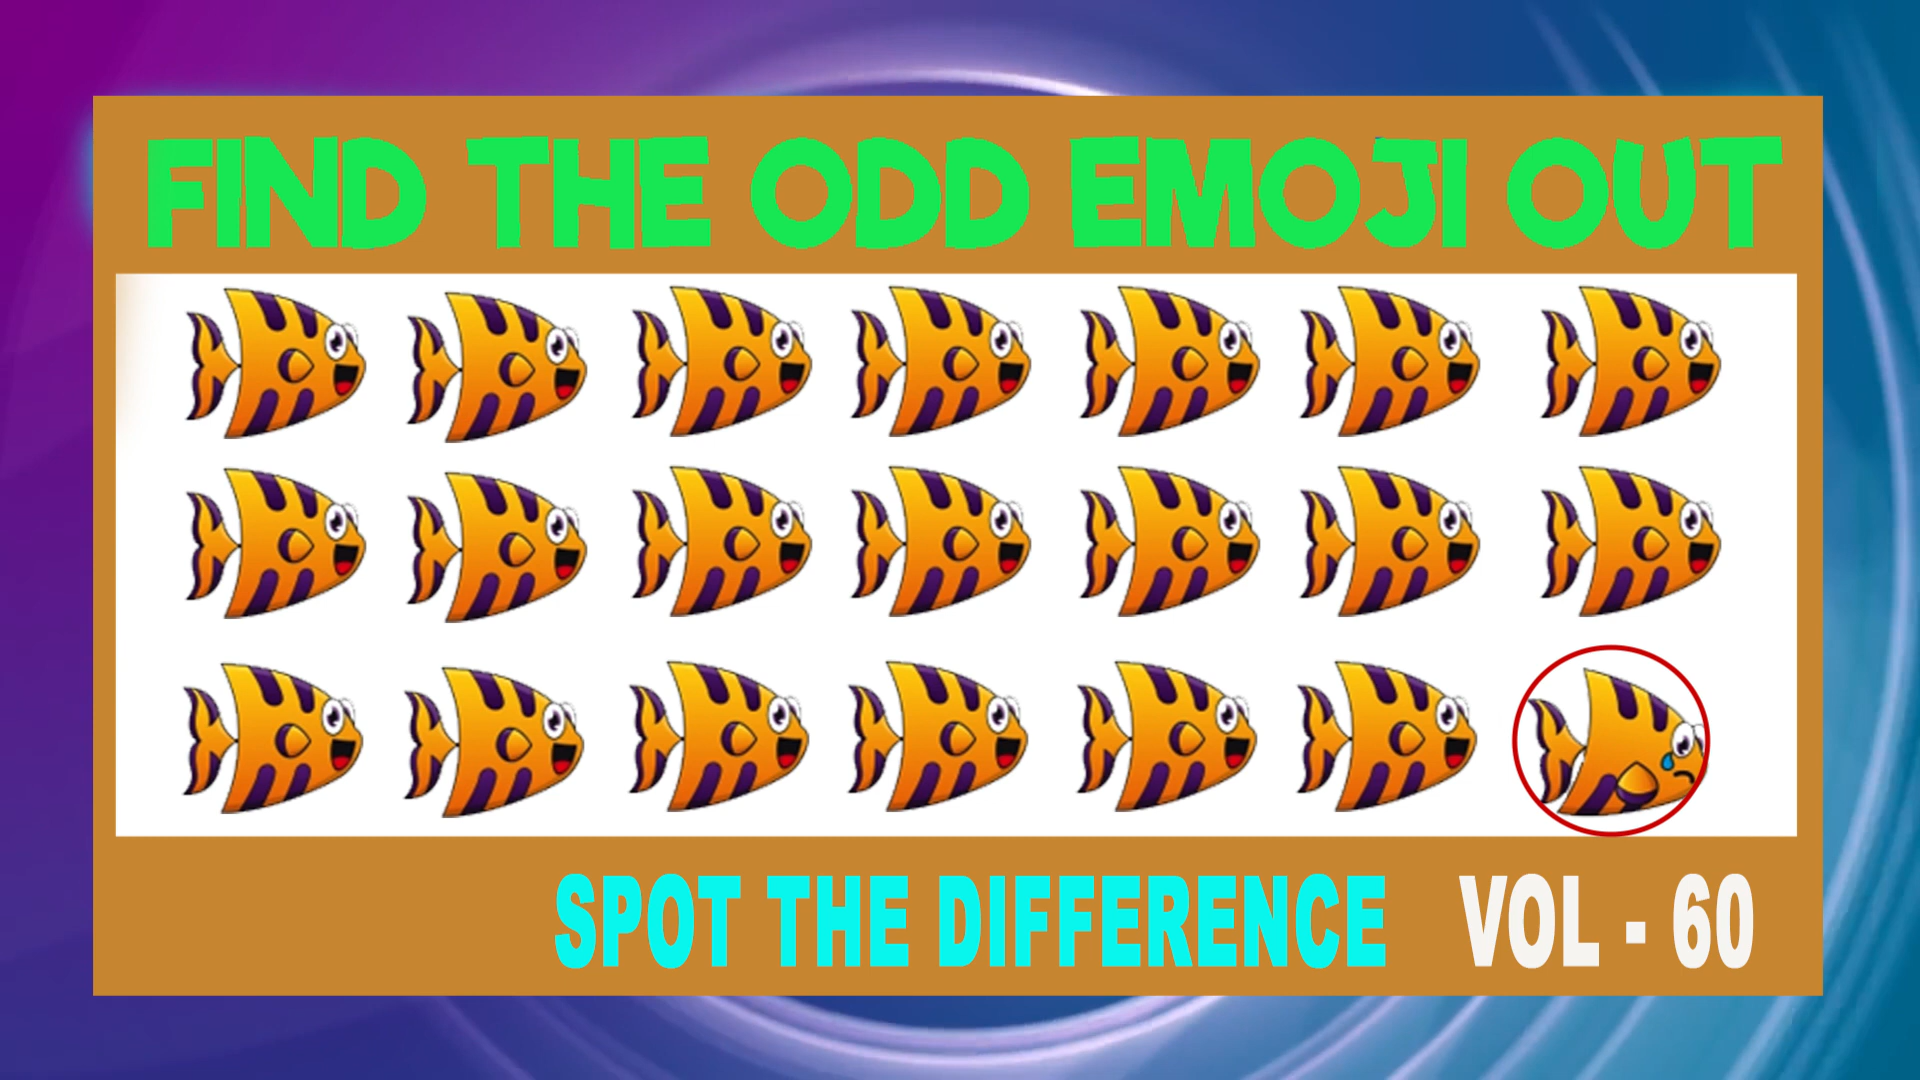 FIND THE ODD EMOJI OUT
SPOT THE DIFFERENCE VOL - 60